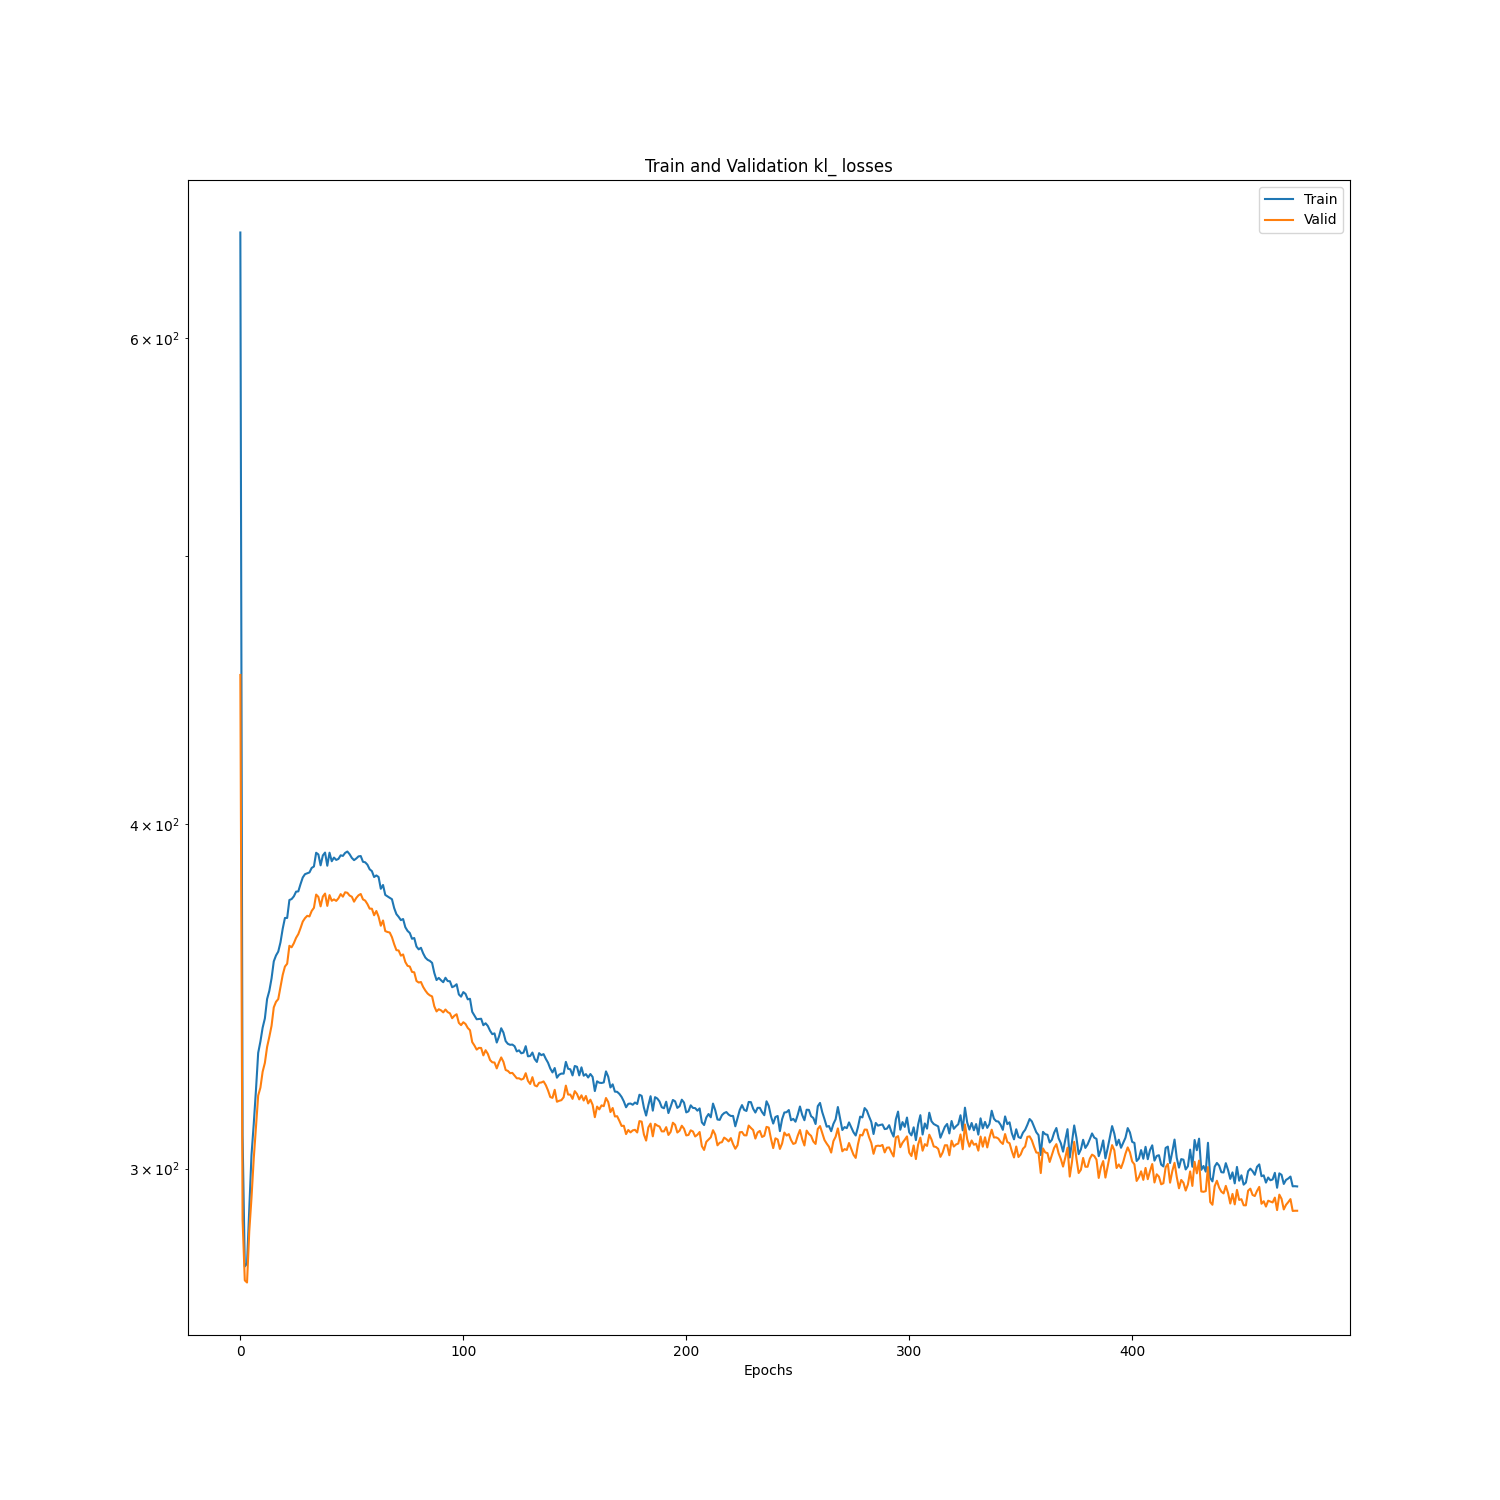 Train and Validation kl_ losses
Train
Valid
6 × 10²
4 × 10²
3 × 10²
0 100 200 300 400
Epochs